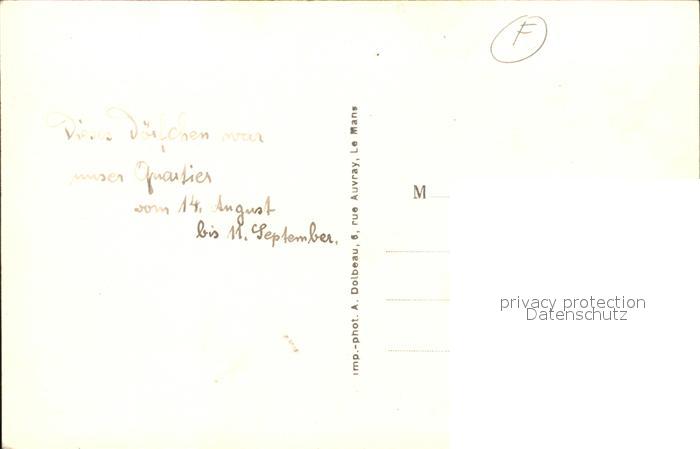 F
Dieses Dörfchen war
unser Quartier
vom 14. August
bis 11. September.
Imp.-phot. A. Dolbeau, 6, rue Auvray, Le Mans
M
privacy protection
Datenschutz